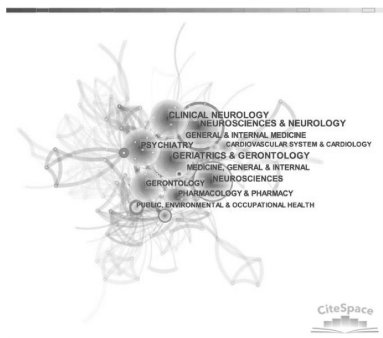 CLINICAL NEUROLOGY
NEUROSCIENCES & NEUROLOGY
GENERAL & INTERNAL MEDICINE
PSYCHIATRY
CARDIOVASCULAR SYSTEM & CARDIOLOGY
GERIATRICS & GERONTOLOGY
MEDICINE, GENERAL & INTERNAL
NEUROSCIENCES
GERONTOLOGY
PHARMACOLOGY & PHARMACY
PUBLIC, ENVIRONMENTAL & OCCUPATIONAL HEALTH
CiteSpace